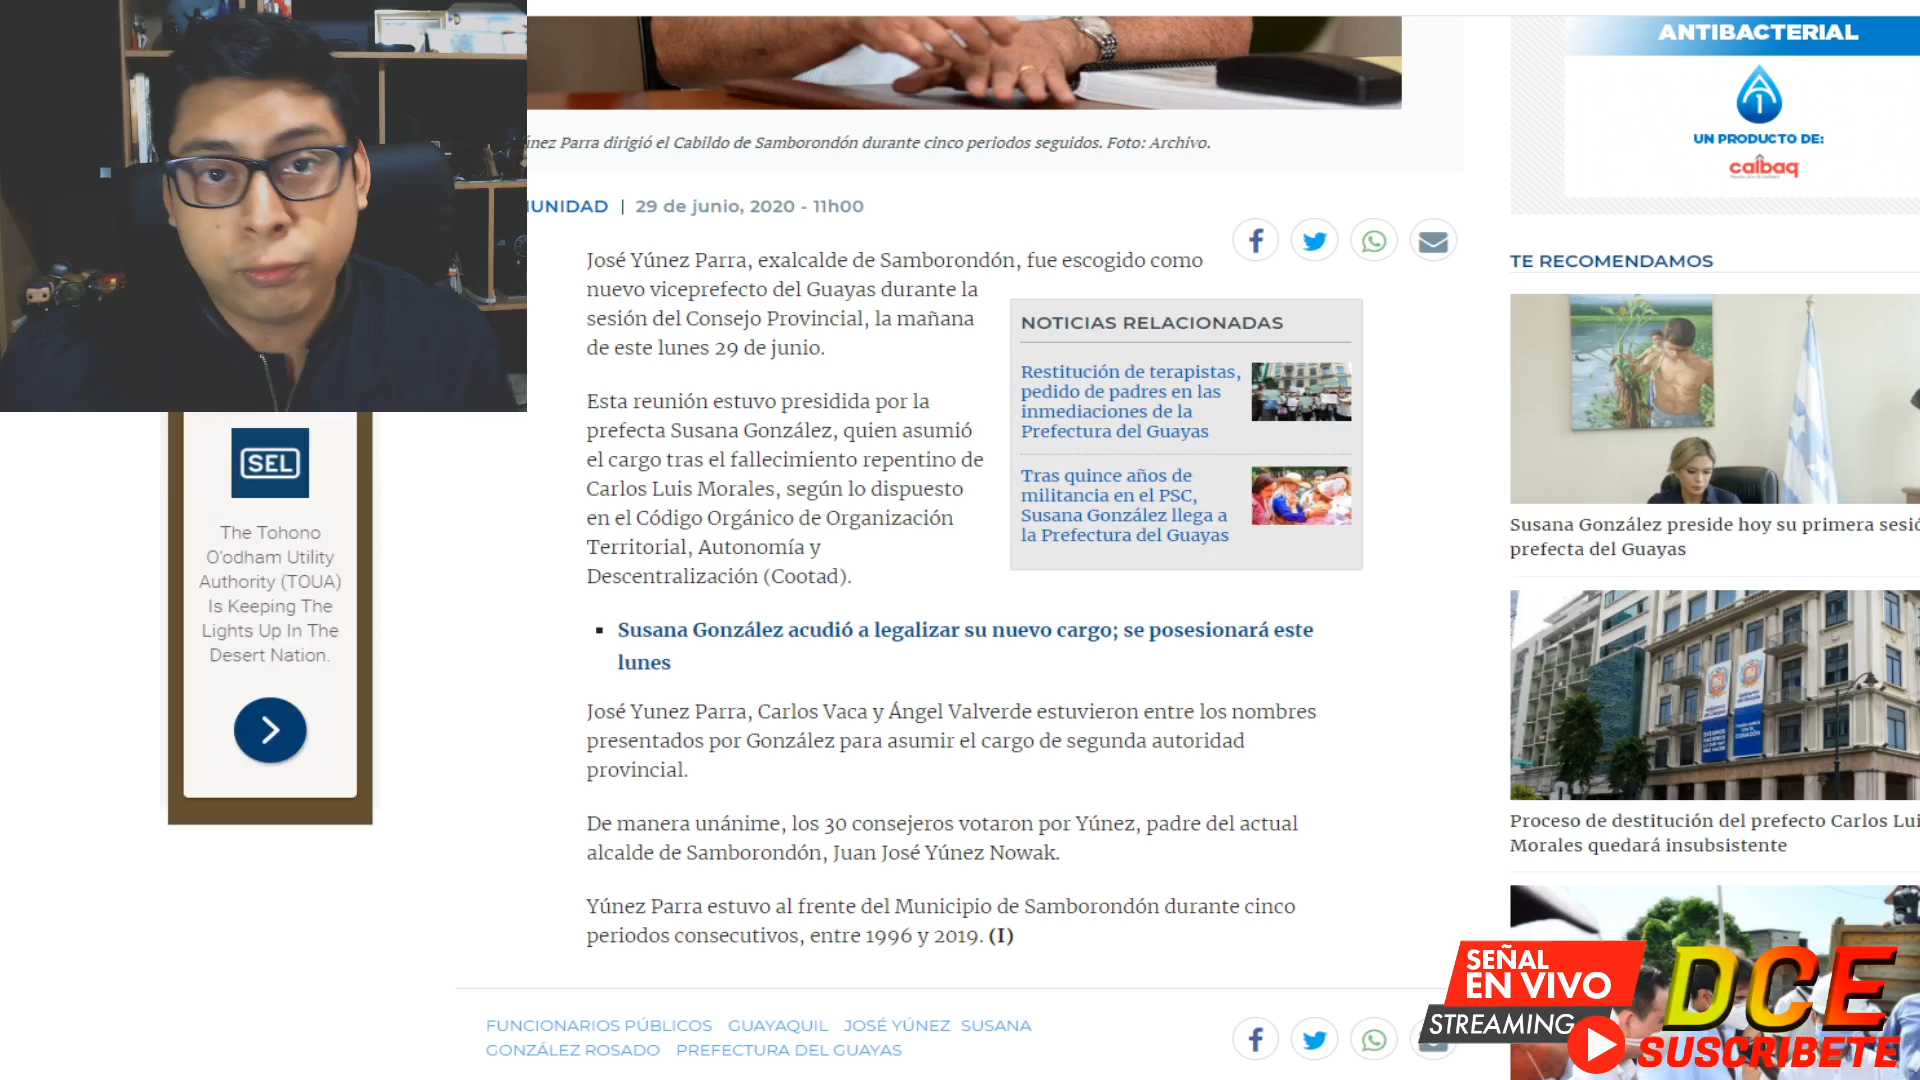 Parra dirigió el Cabildo de Samborondón durante cinco periodos seguidos. Foto: Archivo.
29 de junio, 2020 - 11h00
José Yúnez Parra, exalcalde de Samborondón, fue escogido como
nuevo viceprefecto del Guayas durante la
sesión del Consejo Provincial, la mañana
de este lunes 29 de junio.
Esta reunión estuvo presidida por la
prefecta Susana González, quien asumió
el cargo tras el fallecimiento repentino de
Carlos Luis Morales, según lo dispuesto
en el Código Orgánico de Organización
Territorial, Autonomía y
Descentralización (Cootad).
NOTICIAS RELACIONADAS
Restitución de terapistas,
pedido de padres en las
inmediaciones de la
Prefectura del Guayas
Tras quince años de
militancia en el PSC,
Susana González llega a
la Prefectura del Guayas
▪ Susana González acudió a legalizar su nuevo cargo; se posesionará este
lunes
José Yunez Parra, Carlos Vaca y Ángel Valverde estuvieron entre los nombres
presentados por González para asumir el cargo de segunda autoridad
provincial.
De manera unánime, los 30 consejeros votaron por Yúnez, padre del actual
alcalde de Samborondón, Juan José Yúnez Nowak.
Yúnez Parra estuvo al frente del Municipio de Samborondón durante cinco
periodos consecutivos, entre 1996 y 2019. (I)
FUNCIONARIOS PÚBLICOS GUAYAQUIL JOSÉ YÚNEZ SUSANA
GONZÁLEZ ROSADO PREFECTURA DEL GUAYAS
SEL
The Tohono
O'odham Utility
Authority (TOUA)
Is Keeping The
Lights Up In The
Desert Nation.
ANTIBACTERIAL
A1
UN PRODUCTO DE:
calbaq
TE RECOMENDAMOS
Susana González preside hoy su primera
prefecta del Guayas
Proceso de destitución del prefecto Carlos
Morales quedará insubsistente
SEÑAL
EN VIVO
STREAMING
DCE
SUSCRIBETE